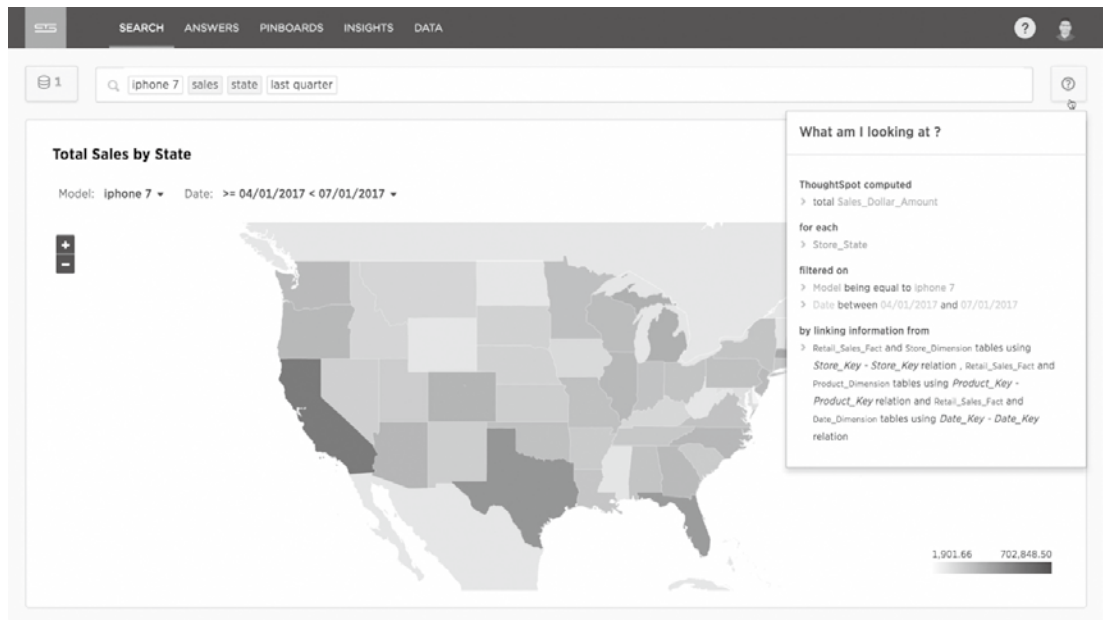 SEARCH ANSWERS PINBOARDS INSIGHTS DATA ?
1 iphone 7 sales state last quarter ?
What am I looking at ?
Total Sales by State
Model: iphone 7 Date: >= 04/01/2017 < 07/01/2017
+
−
ThoughtSpot computed
> total Sales_Dollar_Amount
for each
> Store_State
filtered on
> Model being equal to iphone 7
> Date between 04/01/2017 and 07/01/2017
by linking information from
> Retail_Sales_Fact and Store_Dimension tables using
Store_Key - Store_Key relation , Retail_Sales_Fact and
Product_Dimension tables using Product_Key -
Product_Key relation and Retail_Sales_Fact and
Date_Dimension tables using Date_Key - Date_Key
relation
1,901.66 702,848.50